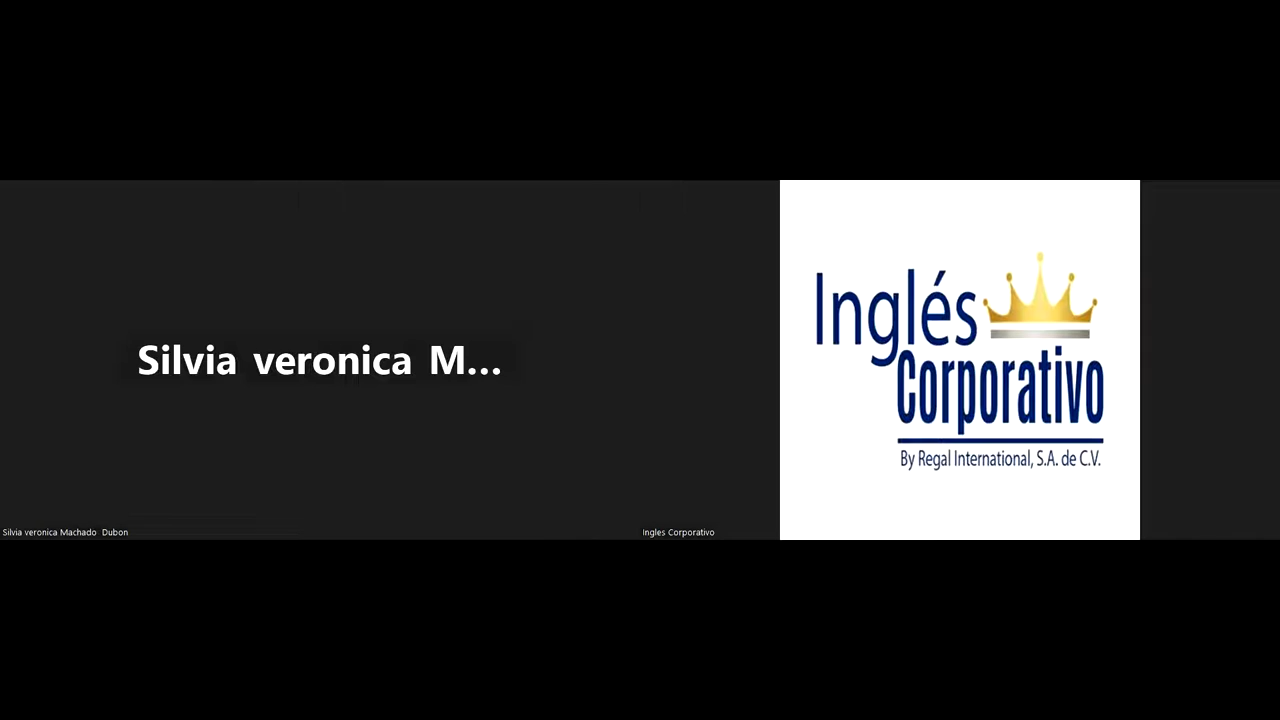 Silvia veronica M...
Silvia veronica Machado Dubon
Inglés
Corporativo
By Regal International, S.A. de C.V.
Ingles Corporativo